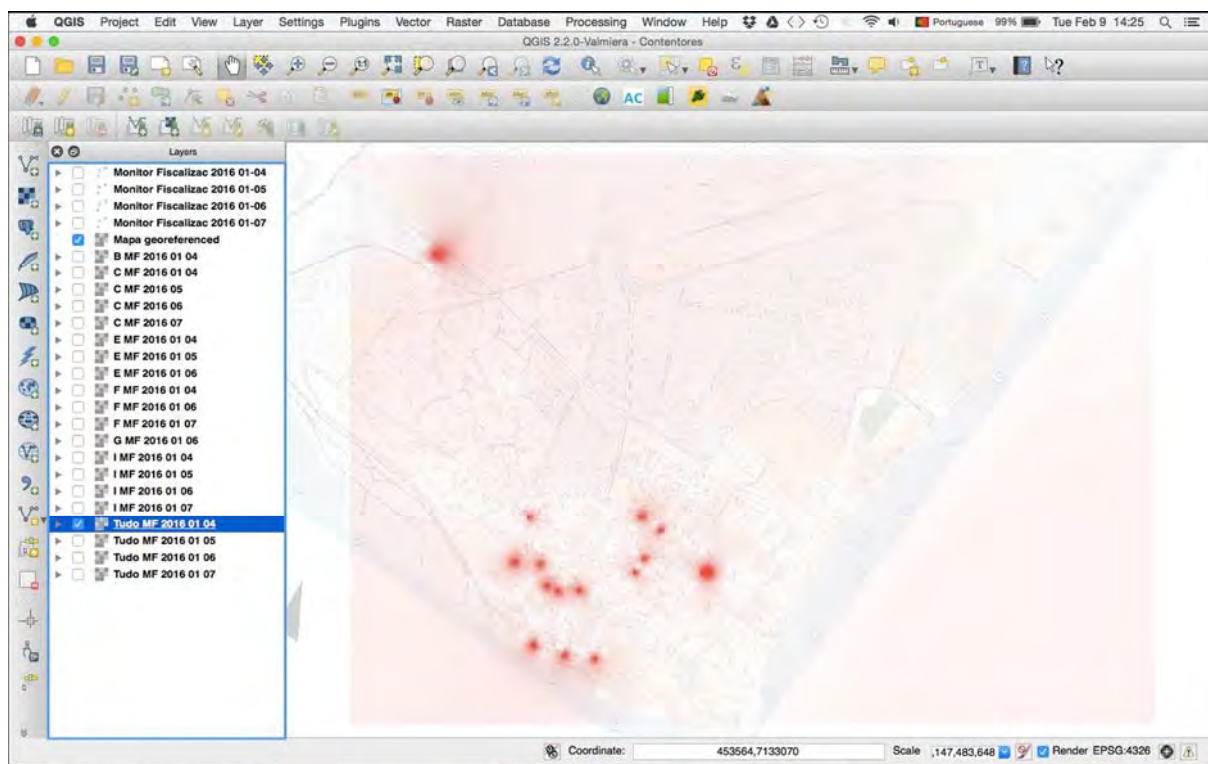 QGIS Project Edit View Layer Settings Plugins Vector Raster Database Processing Window Help Portuguese 99% Tue Feb 9 14:25
QGIS 2.2.0-Valmiera - Contentores
AC
Layers
Monitor Fiscalizac 2016 01-04
Monitor Fiscalizac 2016 01-05
Monitor Fiscalizac 2016 01-06
Monitor Fiscalizac 2016 01-07
Mapa georeferenced
B MF 2016 01 04
C MF 2016 01 04
C MF 2016 05
C MF 2016 06
C MF 2016 07
E MF 2016 01 04
E MF 2016 01 05
E MF 2016 01 06
F MF 2016 01 04
F MF 2016 01 06
F MF 2016 01 07
G MF 2016 01 06
I MF 2016 01 04
I MF 2016 01 05
I MF 2016 01 06
I MF 2016 01 07
Tudo MF 2016 01 04
Tudo MF 2016 01 05
Tudo MF 2016 01 06
Tudo MF 2016 01 07
Coordinate: 453564,7133070 Scale ,147,483,648 Render EPSG:4326